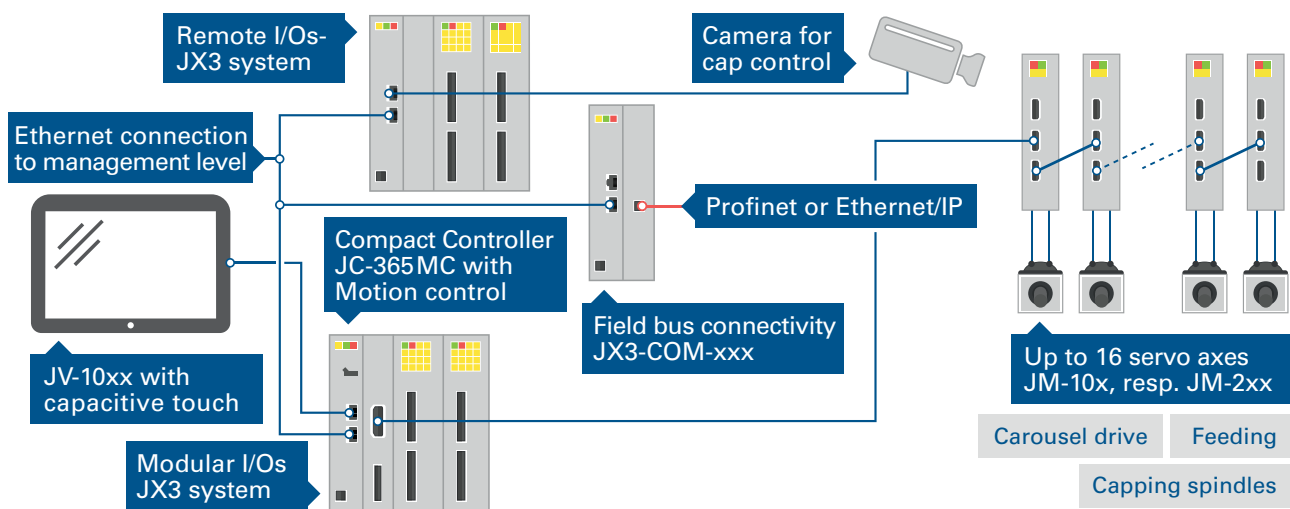 Remote I/Os-
JX3 system
Camera for
cap control
Ethernet connection
to management level
Profinet or Ethernet/IP
Compact Controller
JC-365MC with
Motion control
Field bus connectivity
JX3-COM-xxx
JV-10xx with
capacitive touch
Up to 16 servo axes
JM-10x, resp. JM-2xx
Carousel drive
Feeding
Modular I/Os
JX3 system
Capping spindles